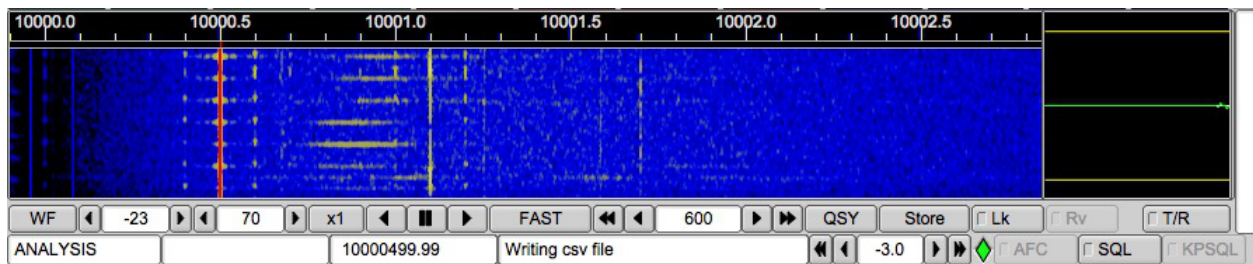 10000.0 10000.5 10001.0 10001.5 10002.0 10002.5
WF -23 70 x1 FAST 600 QSY Store Lk Rv T/R
ANALYSIS 10000499.99 Writing csv file -3.0 AFC SQL KPSQL